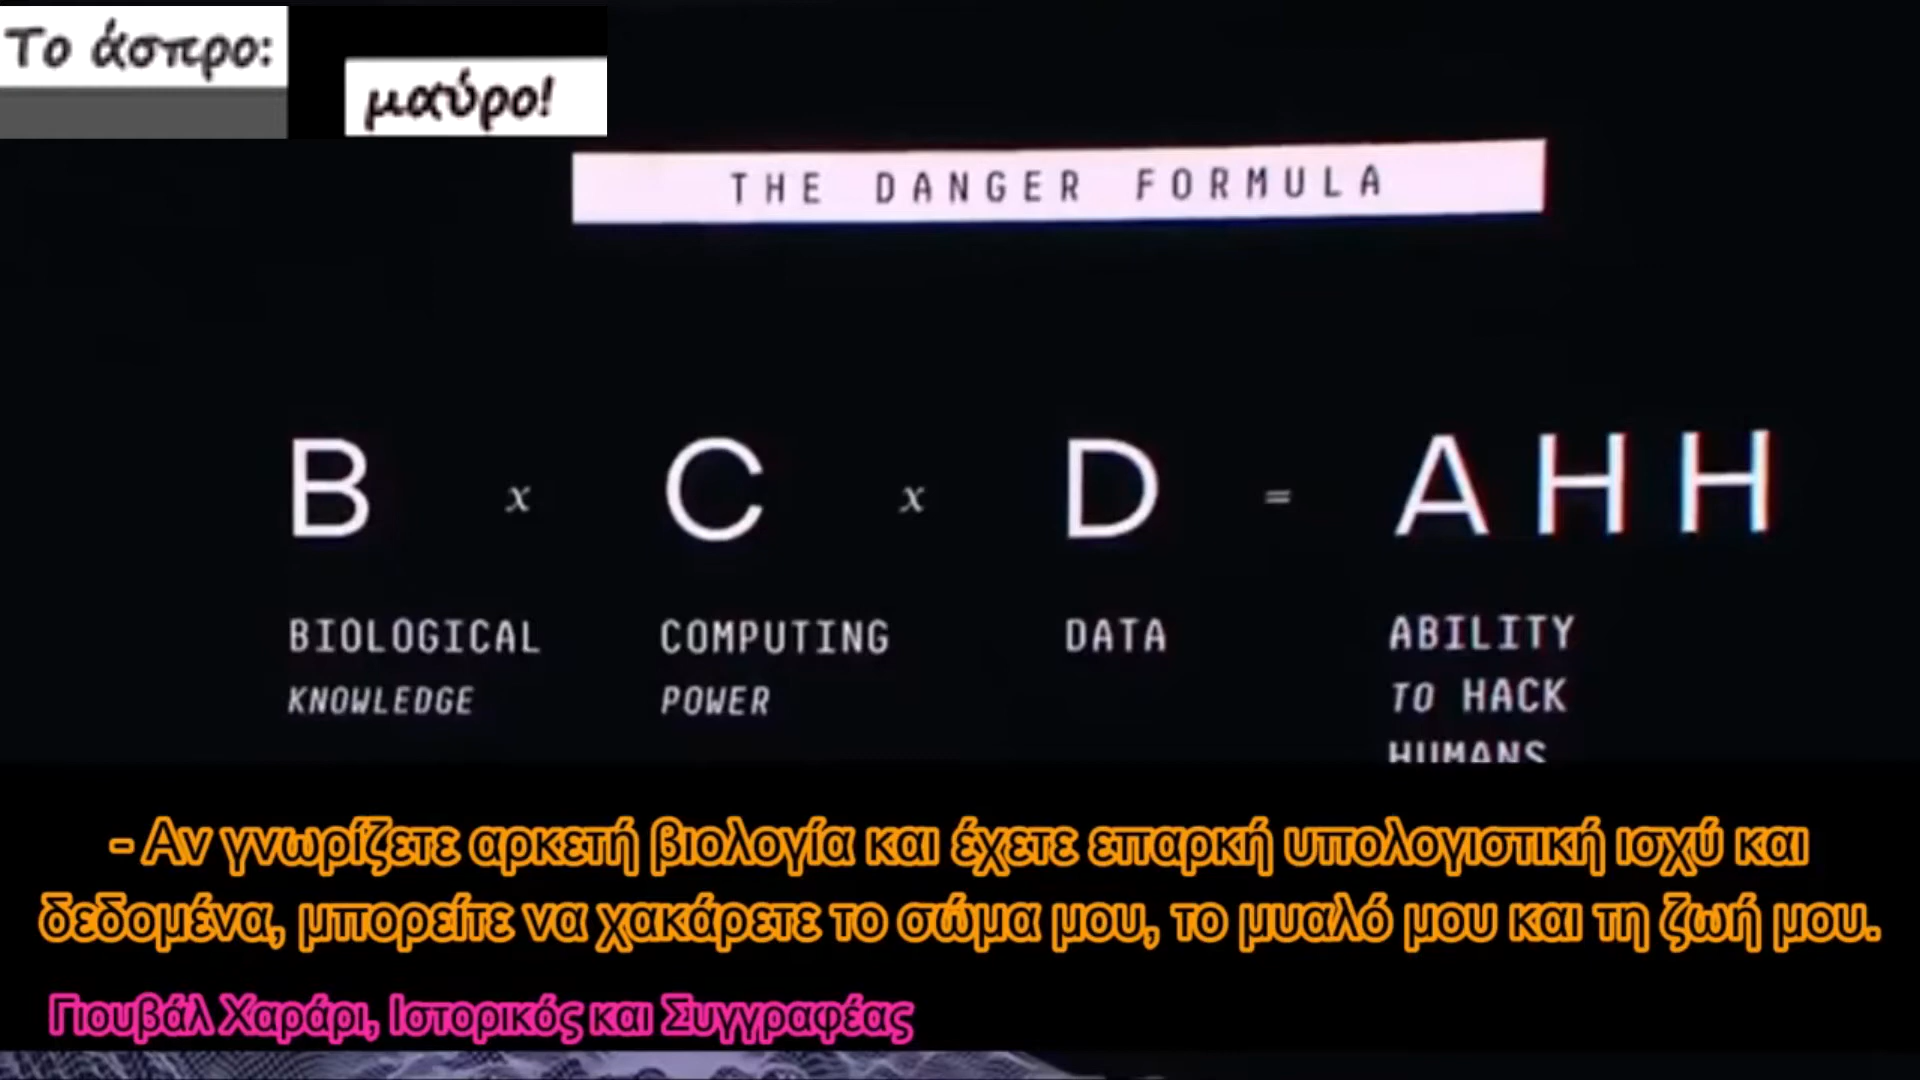 Το άσπρο:
μαύρο!
THE DANGER FORMULA
B x C x D = AHH
BIOLOGICAL COMPUTING DATA ABILITY
KNOWLEDGE POWER TO HACK
HUMANS
- Αν γνωρίζετε αρκετή βιολογία και έχετε επαρκή υπολογιστική ισχύ και
δεδομένα, μπορείτε να χακάρετε το σώμα μου, το μυαλό μου και τη ζωή μου.
Γιουβάλ Χαράρι, Ιστορικός και Συγγραφέας